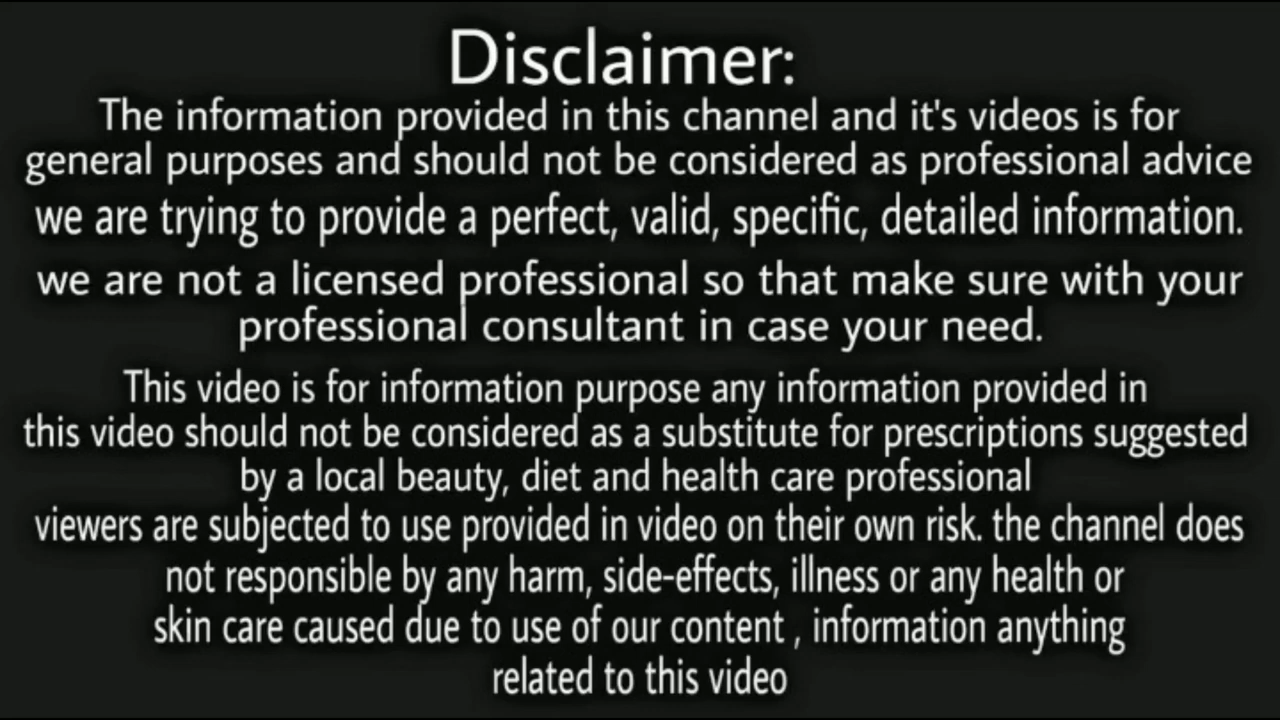 Disclaimer:
The information provided in this channel and it's videos is for
general purposes and should not be considered as professional advice
we are trying to provide a perfect, valid, specific, detailed information.
we are not a licensed professional so that make sure with your
professional consultant in case your need.
This video is for information purpose any information provided in
this video should not be considered as a substitute for prescriptions suggested
by a local beauty, diet and health care professional
viewers are subjected to use provided in video on their own risk. the channel does
not responsible by any harm, side-effects, illness or any health or
skin care caused due to use of our content , information anything
related to this video